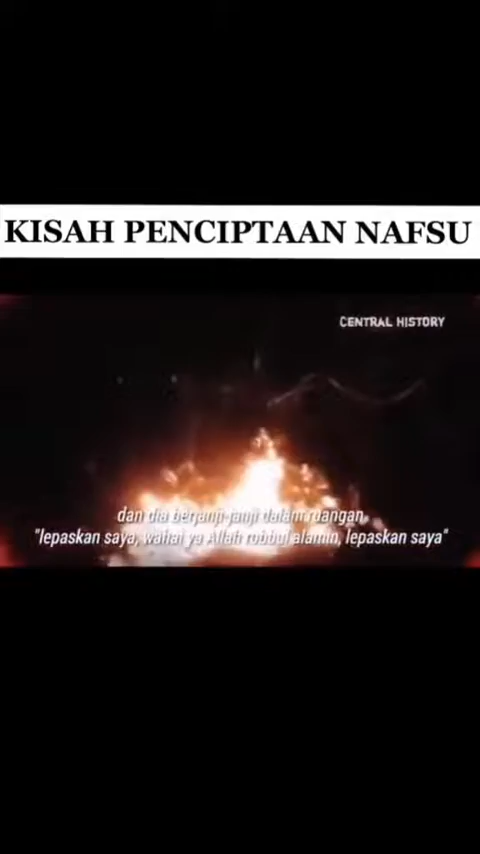 KISAH PENCIPTAAN NAFSU
CENTRAL HISTORY
dan dia berjanji-janji dalam ruangan
"lepaskan saya, wahai ya Allah robbul alamin, lepaskan saya"